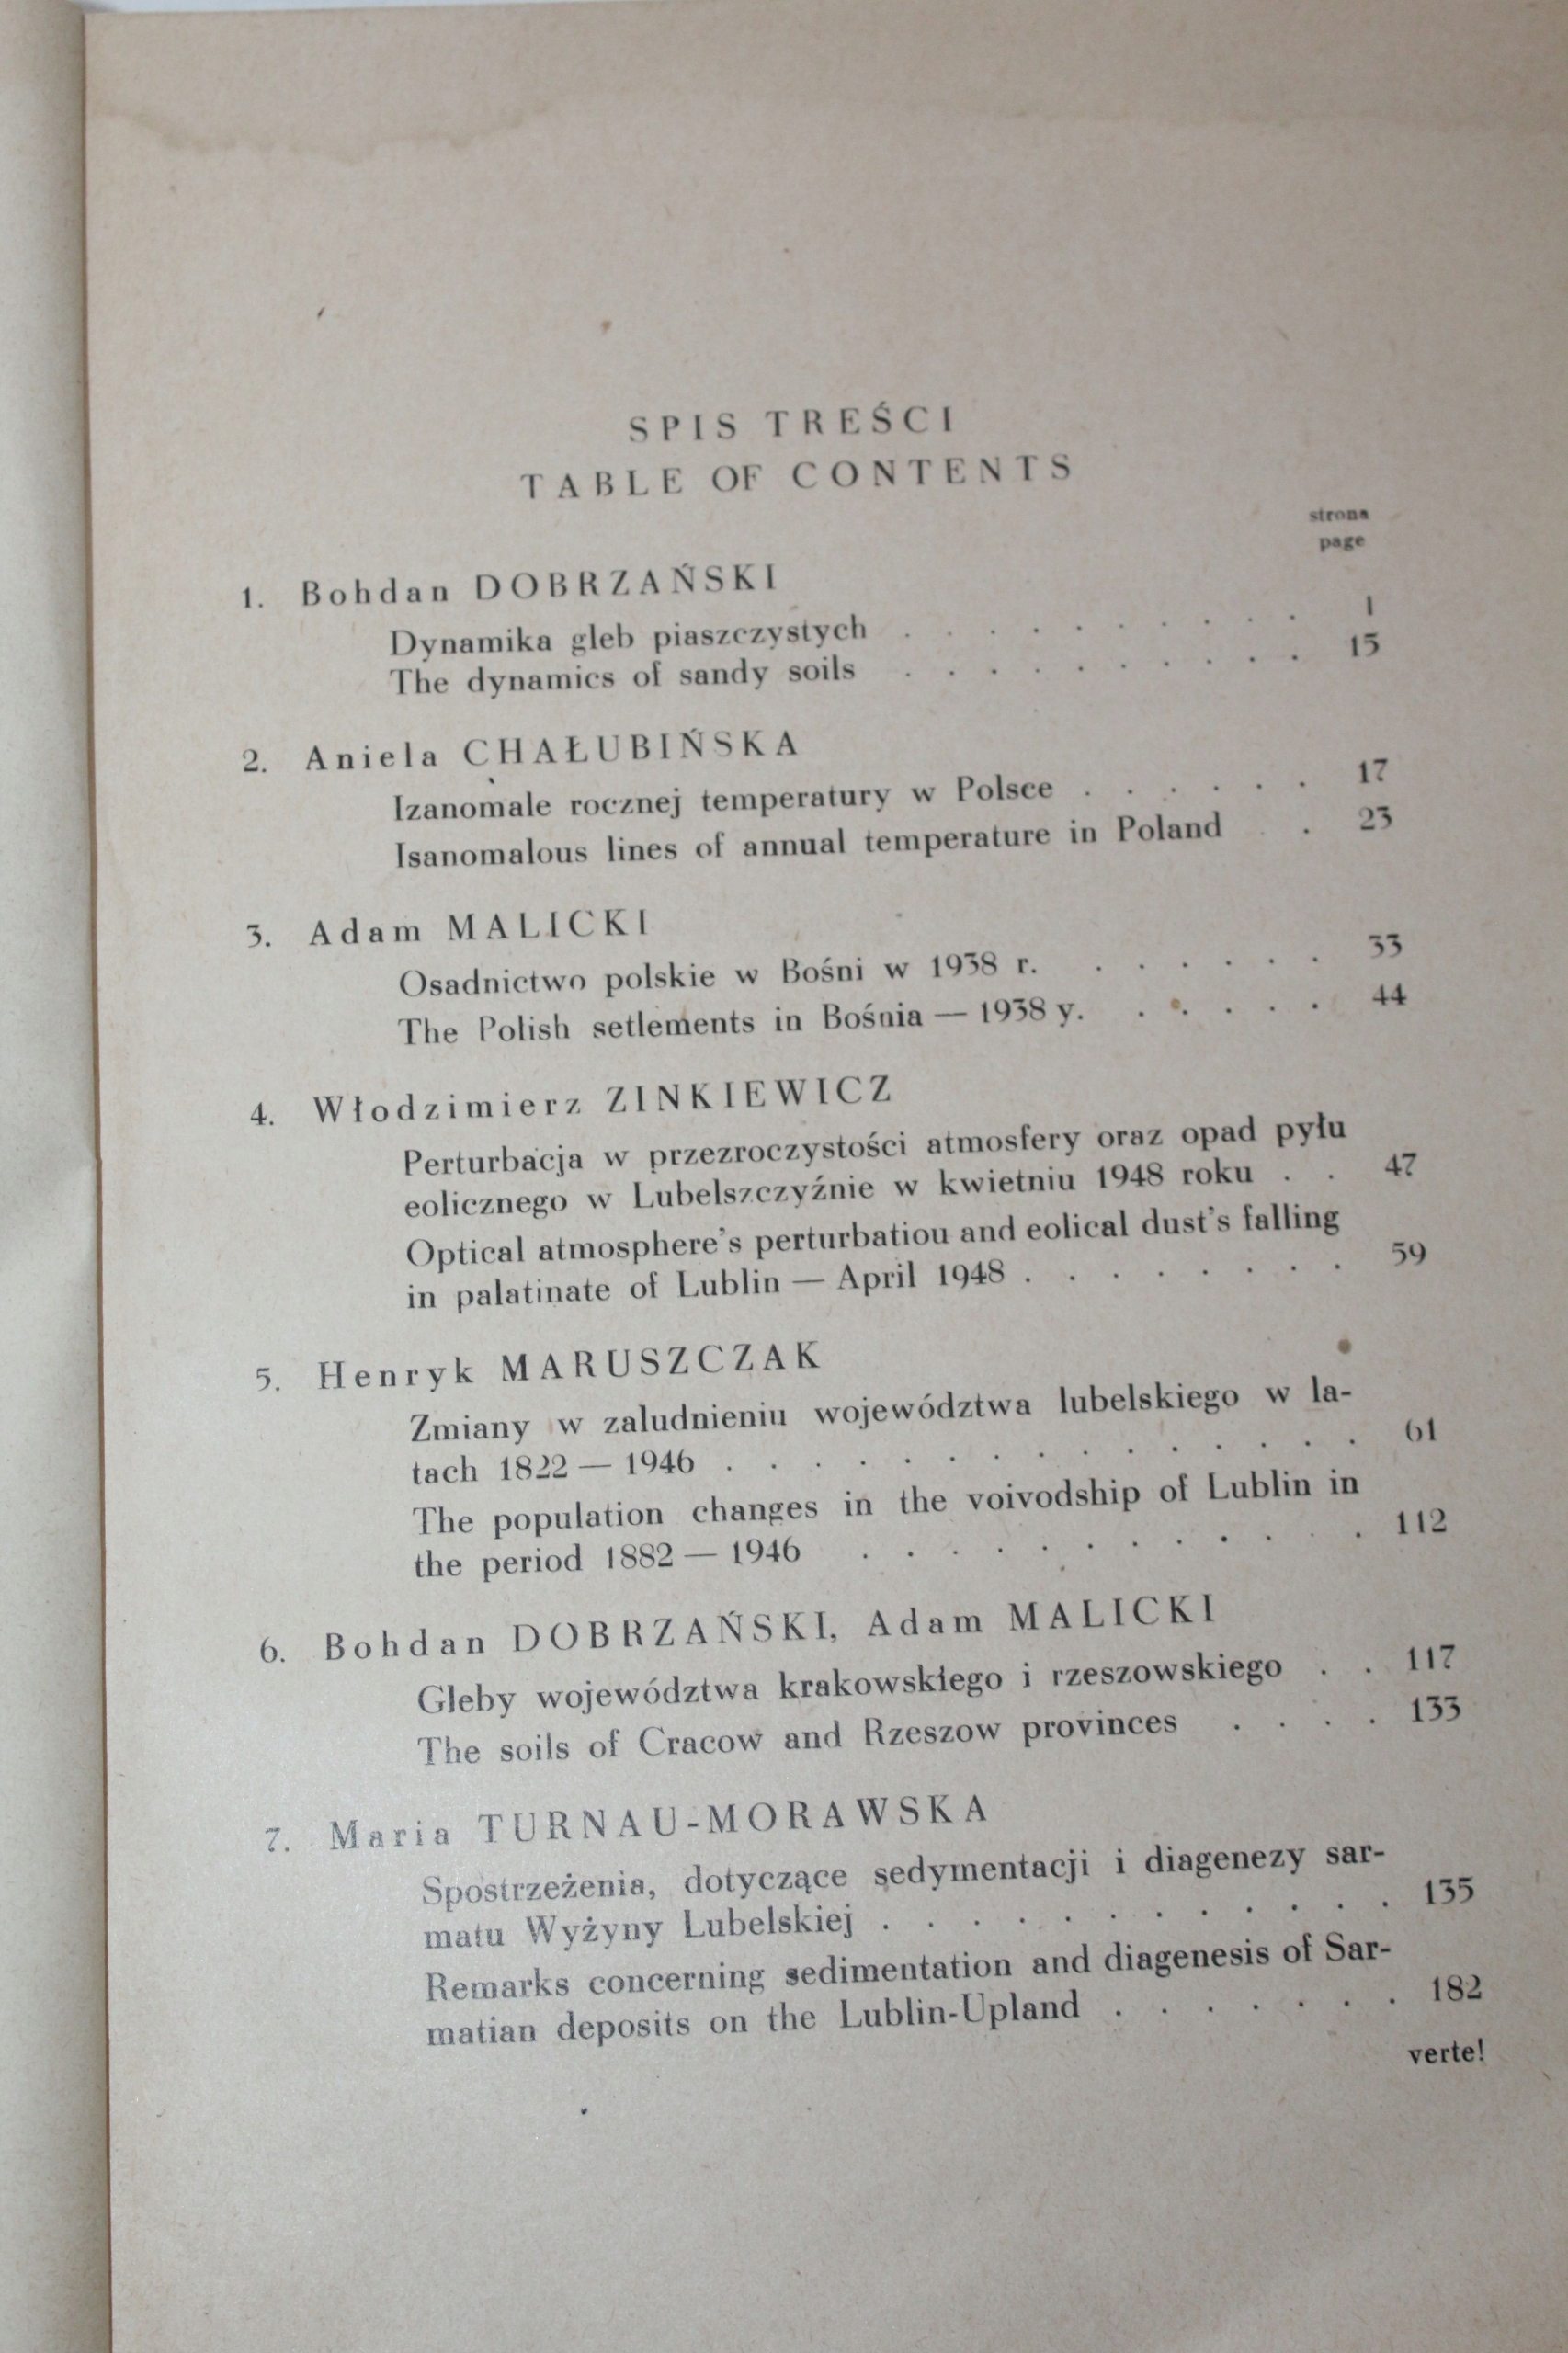 SPIS TREŚCI
TABLE OF CONTENTS
strona
page
1. Bohdan DOBRZAŃSKI
Dynamika gleb piaszczystych . . . . . . . . . . 1
The dynamics of sandy soils . . . . . . . . . . 15
2. Aniela CHAŁUBIŃSKA
Izanomale rocznej temperatury w Polsce . . . . . . 17
Isanomalous lines of annual temperature in Poland . . 23
3. Adam MALICKI
Osadnictwo polskie w Bośni w 1938 r. . . . . . . 33
The Polish setlements in Bośnia — 1938 y. . . . . . 44
4. Włodzimierz ZINKIEWICZ
Perturbacja w przezroczystości atmosfery oraz opad pyłu
eolicznego w Lubelszczyźnie w kwietniu 1948 roku . . 47
Optical atmosphere's perturbatiou and eolical dust's falling
in palatinate of Lublin — April 1948 . . . . . . . . 59
5. Henryk MARUSZCZAK
Zmiany w zaludnieniu województwa lubelskiego w la-
tach 1822 — 1946 . . . . . . . . . . . . . . . 61
The population changes in the voivodship of Lublin in
the period 1882 — 1946 . . . . . . . . . . . . 112
6. Bohdan DOBRZAŃSKI, Adam MALICKI
Gleby województwa krakowskiego i rzeszowskiego . . 117
The soils of Cracow and Rzeszow provinces . . . . 133
7. Maria TURNAU-MORAWSKA
Spostrzeżenia, dotyczące sedymentacji i diagenezy sar-
matu Wyżyny Lubelskiej . . . . . . . . . . . . 135
Remarks concerning sedimentation and diagenesis of Sar-
matian deposits on the Lublin-Upland . . . . . . . 182
verte!